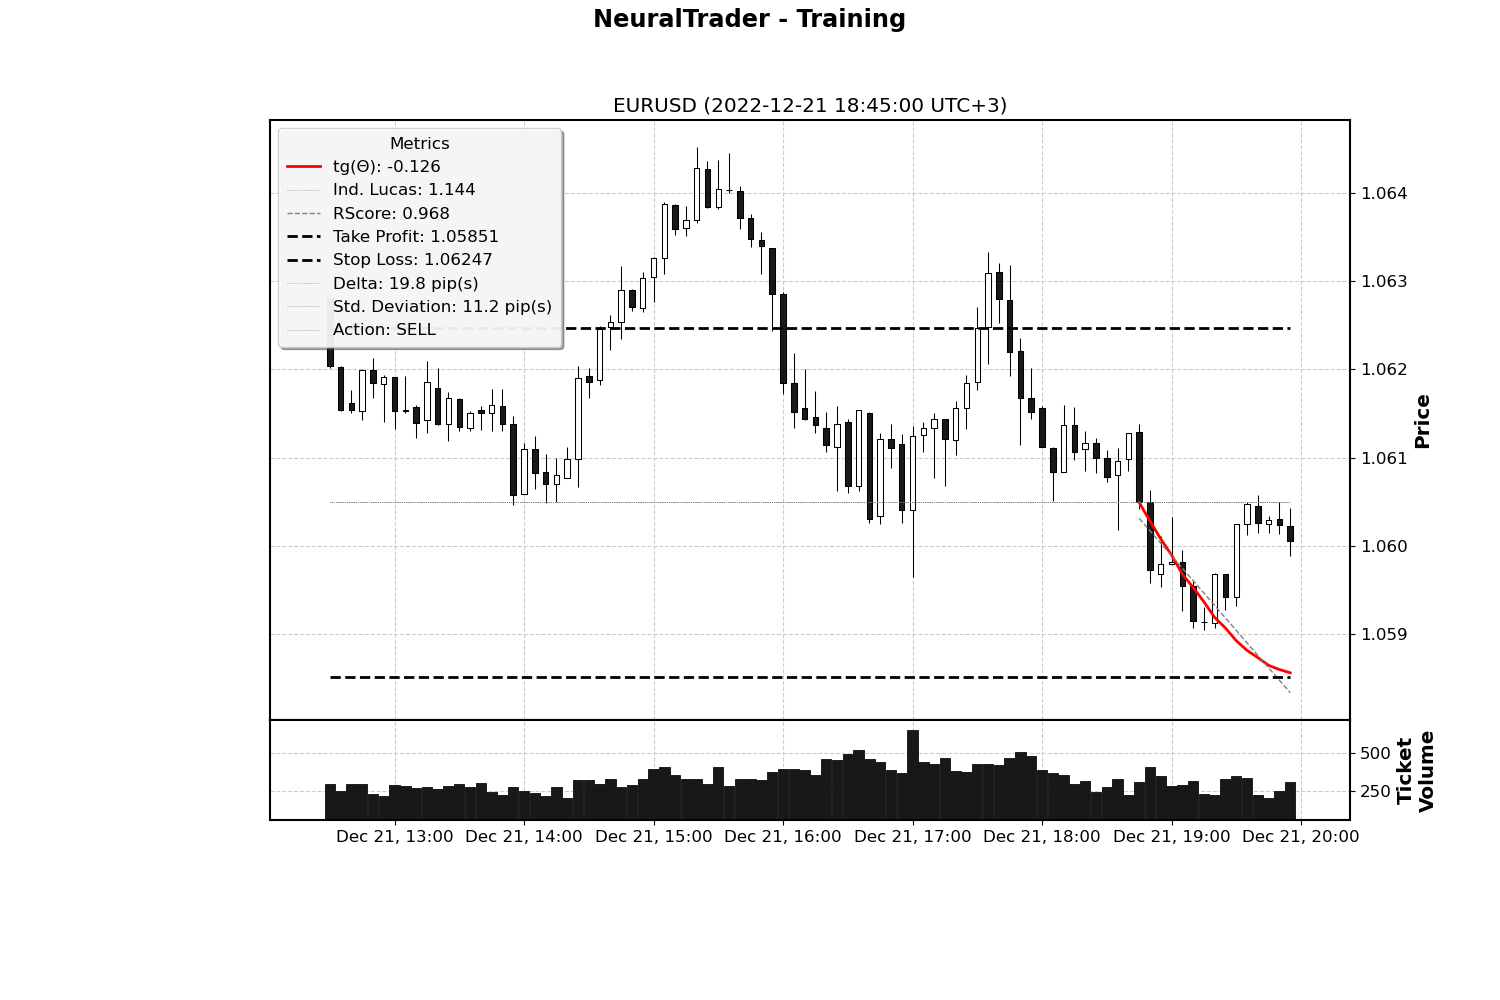 NeuralTrader - Training
EURUSD (2022-12-21 18:45:00 UTC+3)
Metrics
tg(Θ): -0.126
Ind. Lucas: 1.144
RScore: 0.968
Take Profit: 1.05851
Stop Loss: 1.06247
Delta: 19.8 pip(s)
Std. Deviation: 11.2 pip(s)
Action: SELL
1.064
1.063
1.062
1.061
1.060
1.059
Price
500
250
Ticket
Volume
Dec 21, 13:00 Dec 21, 14:00 Dec 21, 15:00 Dec 21, 16:00 Dec 21, 17:00 Dec 21, 18:00 Dec 21, 19:00 Dec 21, 20:00